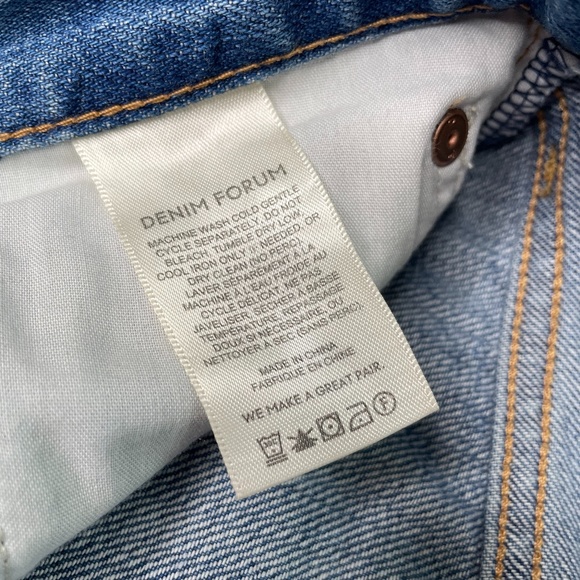 DENIM FORUM
MACHINE WASH COLD GENTLE
CYCLE SEPARATELY, DO NOT
BLEACH, TUMBLE DRY LOW,
COOL IRON ONLY IF NEEDED, OR
DRY CLEAN (NO PERC).
LAVER SÉPARÉMENT À LA
MACHINE À L'EAU FROIDE AU
CYCLE DÉLICAT, NE PAS
JAVELISER, SÉCHER À BASSE
TEMPÉRATURE, REPASSAGE
DOUX SI NÉCESSAIRE, OU
NETTOYER A SEC (SANS PERC).
MADE IN CHINA
FABRIQUÉ EN CHINE
WE MAKE A GREAT PAIR.